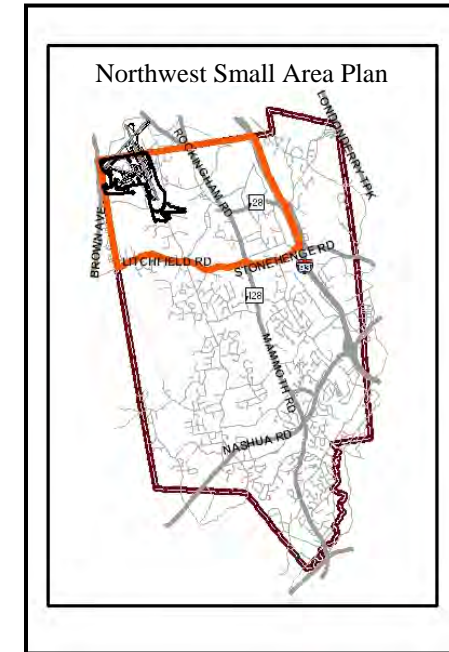 Northwest Small Area Plan
LONDONDERRY TPK
ROCKINGHAM RD
BROWN AVE
28
LITCHFIELD RD
STONEHENGE RD
93
128
MAMMOTH RD
NASHUA RD